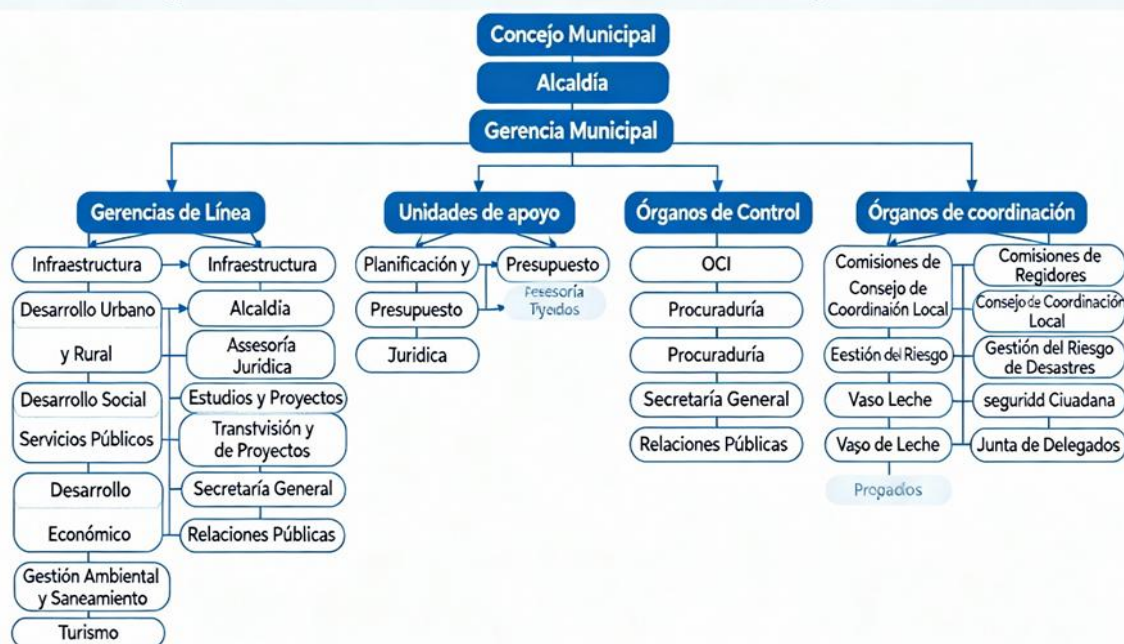 Concejo Municipal
Alcaldía
Gerencia Municipal
Gerencias de Línea
Infraestructura
Desarrollo Urbano
y Rural
Desarrollo Social
Servicios Públicos
Desarrollo
Económico
Gestión Ambiental
y Saneamiento
Turismo
Infraestructura
Alcaldia
Assesoría
Juridica
Estudios y Proyectos
Transtvisión y
de Proyectos
Secretaría General
Relaciones Públicas
Unidades de apoyo
Planificación y
Presupuesto
Juridica
Presupuesto
Órganos de Control
OCI
Procuraduría
Procuraduría
Secretaría General
Relaciones Públicas
Órganos de coordinación
Comisiones de
Consejo de
Coordinaión Local
Eestión del Riesgo
Vaso Leche
Vaşo de Leche
Comisiones de
Regidores
Consejo de Coordinación
Local
Gestión del Riesgo
de Desastres
seguridd Ciuadana
Junta de Delegados